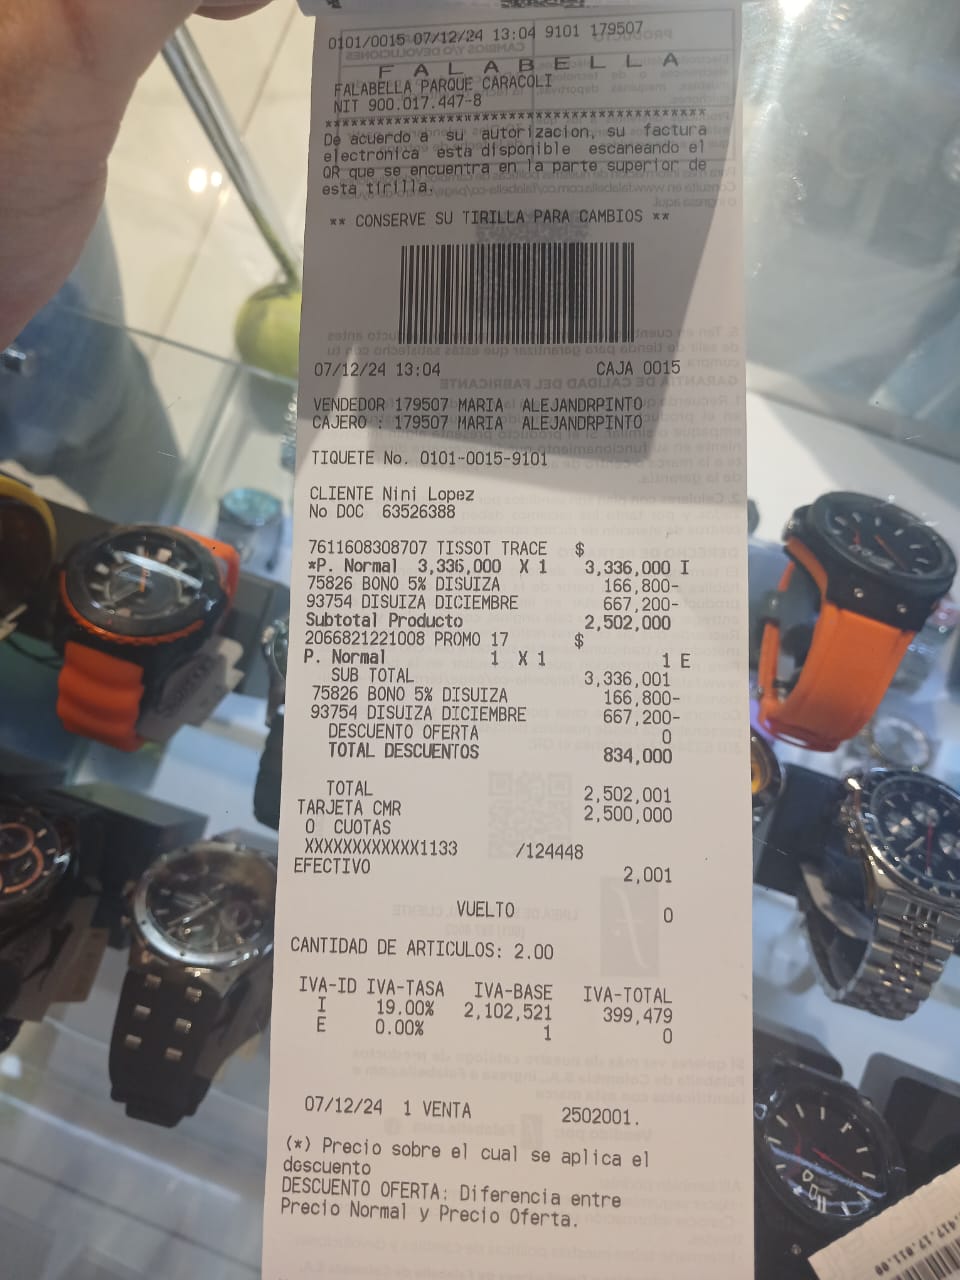 0101/0015 07/12/24 13:04 9101 179507
F A L A B E L L A
FALABELLA PARQUE CARACOLI
NIT 900.017.447-8
******************************************
De acuerdo a su autorizacion, su factura
electronica esta disponible escaneando el
QR que se encuentra en la parte superior de
esta tirilla.
** CONSERVE SU TIRILLA PARA CAMBIOS **
07/12/24 13:04 CAJA 0015
VENDEDOR 179507 MARIA ALEJANDRPINTO
CAJERO : 179507 MARIA ALEJANDRPINTO
TIQUETE No. 0101-0015-9101
CLIENTE Nini Lopez
No DOC 63526388
7611608308707 TISSOT TRACE $
*P. Normal 3,336,000 X 1 3,336,000 I
75826 BONO 5% DISUIZA 166,800-
93754 DISUIZA DICIEMBRE 667,200-
Subtotal Producto 2,502,000
2066821221008 PROMO 17 $
P. Normal 1 X 1 1 E
SUB TOTAL 3,336,001
75826 BONO 5% DISUIZA 166,800-
93754 DISUIZA DICIEMBRE 667,200-
DESCUENTO OFERTA 0
TOTAL DESCUENTOS 834,000
TOTAL 2,502,001
TARJETA CMR 2,500,000
0 CUOTAS
XXXXXXXXXXXX1133 /124448
EFECTIVO 2,001
VUELTO 0
CANTIDAD DE ARTICULOS: 2.00
IVA-ID IVA-TASA IVA-BASE IVA-TOTAL
I 19.00% 2,102,521 399,479
E 0.00% 1 0
07/12/24 1 VENTA 2502001.
(*) Precio sobre el cual se aplica el
descuento
DESCUENTO OFERTA: Diferencia entre
Precio Normal y Precio Oferta.